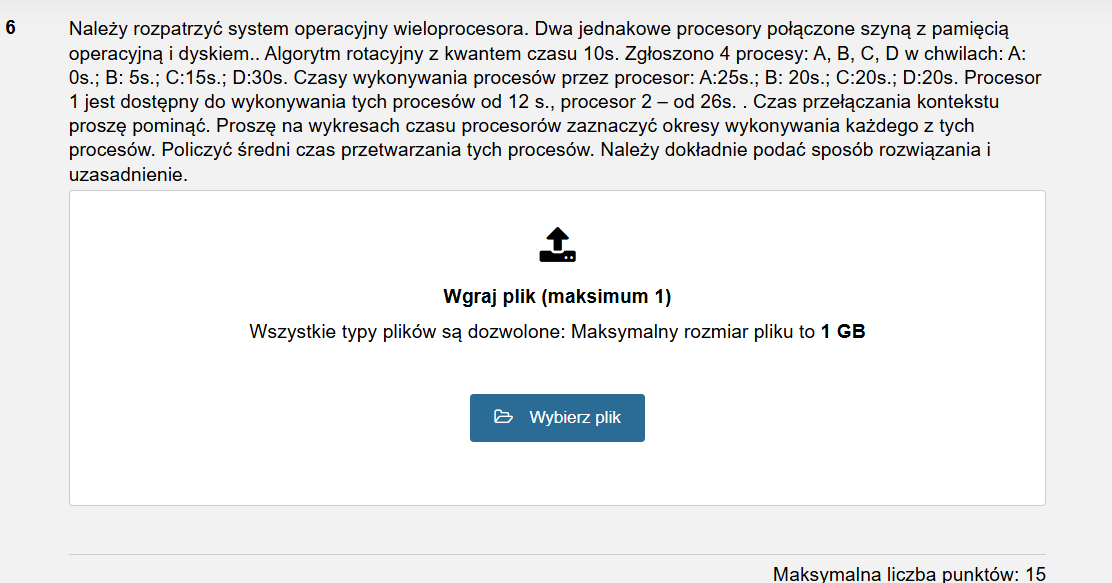 6
Należy rozpatrzyć system operacyjny wieloprocesora. Dwa jednakowe procesory połączone szyną z pamięcią
operacyjną i dyskiem.. Algorytm rotacyjny z kwantem czasu 10s. Zgłoszono 4 procesy: A, B, C, D w chwilach: A:
0s.; B: 5s.; C:15s.; D:30s. Czasy wykonywania procesów przez procesor: A:25s.; B: 20s.; C:20s.; D:20s. Procesor
1 jest dostępny do wykonywania tych procesów od 12 s., procesor 2 – od 26s. . Czas przełączania kontekstu
proszę pominąć. Proszę na wykresach czasu procesorów zaznaczyć okresy wykonywania każdego z tych
procesów. Policzyć średni czas przetwarzania tych procesów. Należy dokładnie podać sposób rozwiązania i
uzasadnienie.
Wgraj plik (maksimum 1)
Wszystkie typy plików są dozwolone: Maksymalny rozmiar pliku to 1 GB
Wybierz plik
Maksymalna liczba punktów: 15